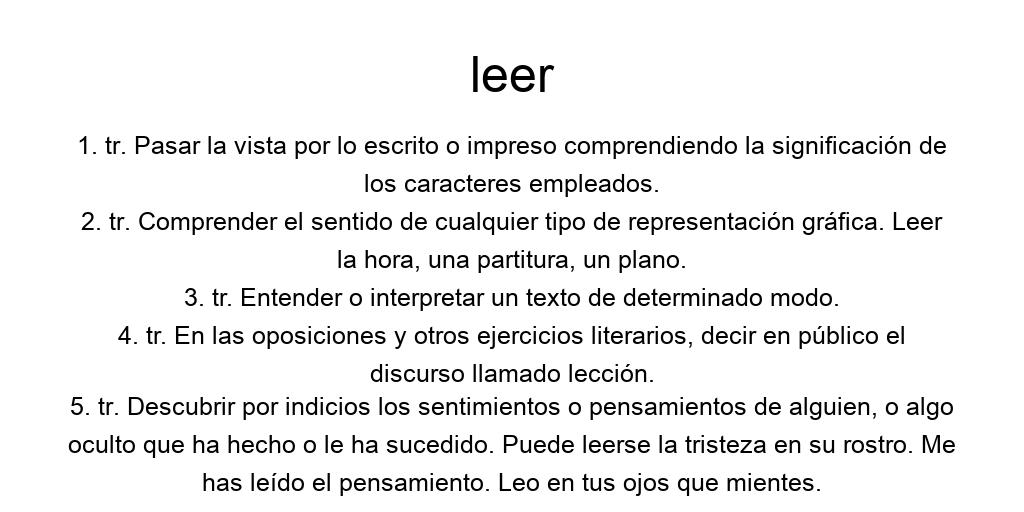 leer
1. tr. Pasar la vista por lo escrito o impreso comprendiendo la significación de
los caracteres empleados.
2. tr. Comprender el sentido de cualquier tipo de representación gráfica. Leer
la hora, una partitura, un plano.
3. tr. Entender o interpretar un texto de determinado modo.
4. tr. En las oposiciones y otros ejercicios literarios, decir en público el
discurso llamado lección.
5. tr. Descubrir por indicios los sentimientos o pensamientos de alguien, o algo
oculto que ha hecho o le ha sucedido. Puede leerse la tristeza en su rostro. Me
has leído el pensamiento. Leo en tus ojos que mientes.